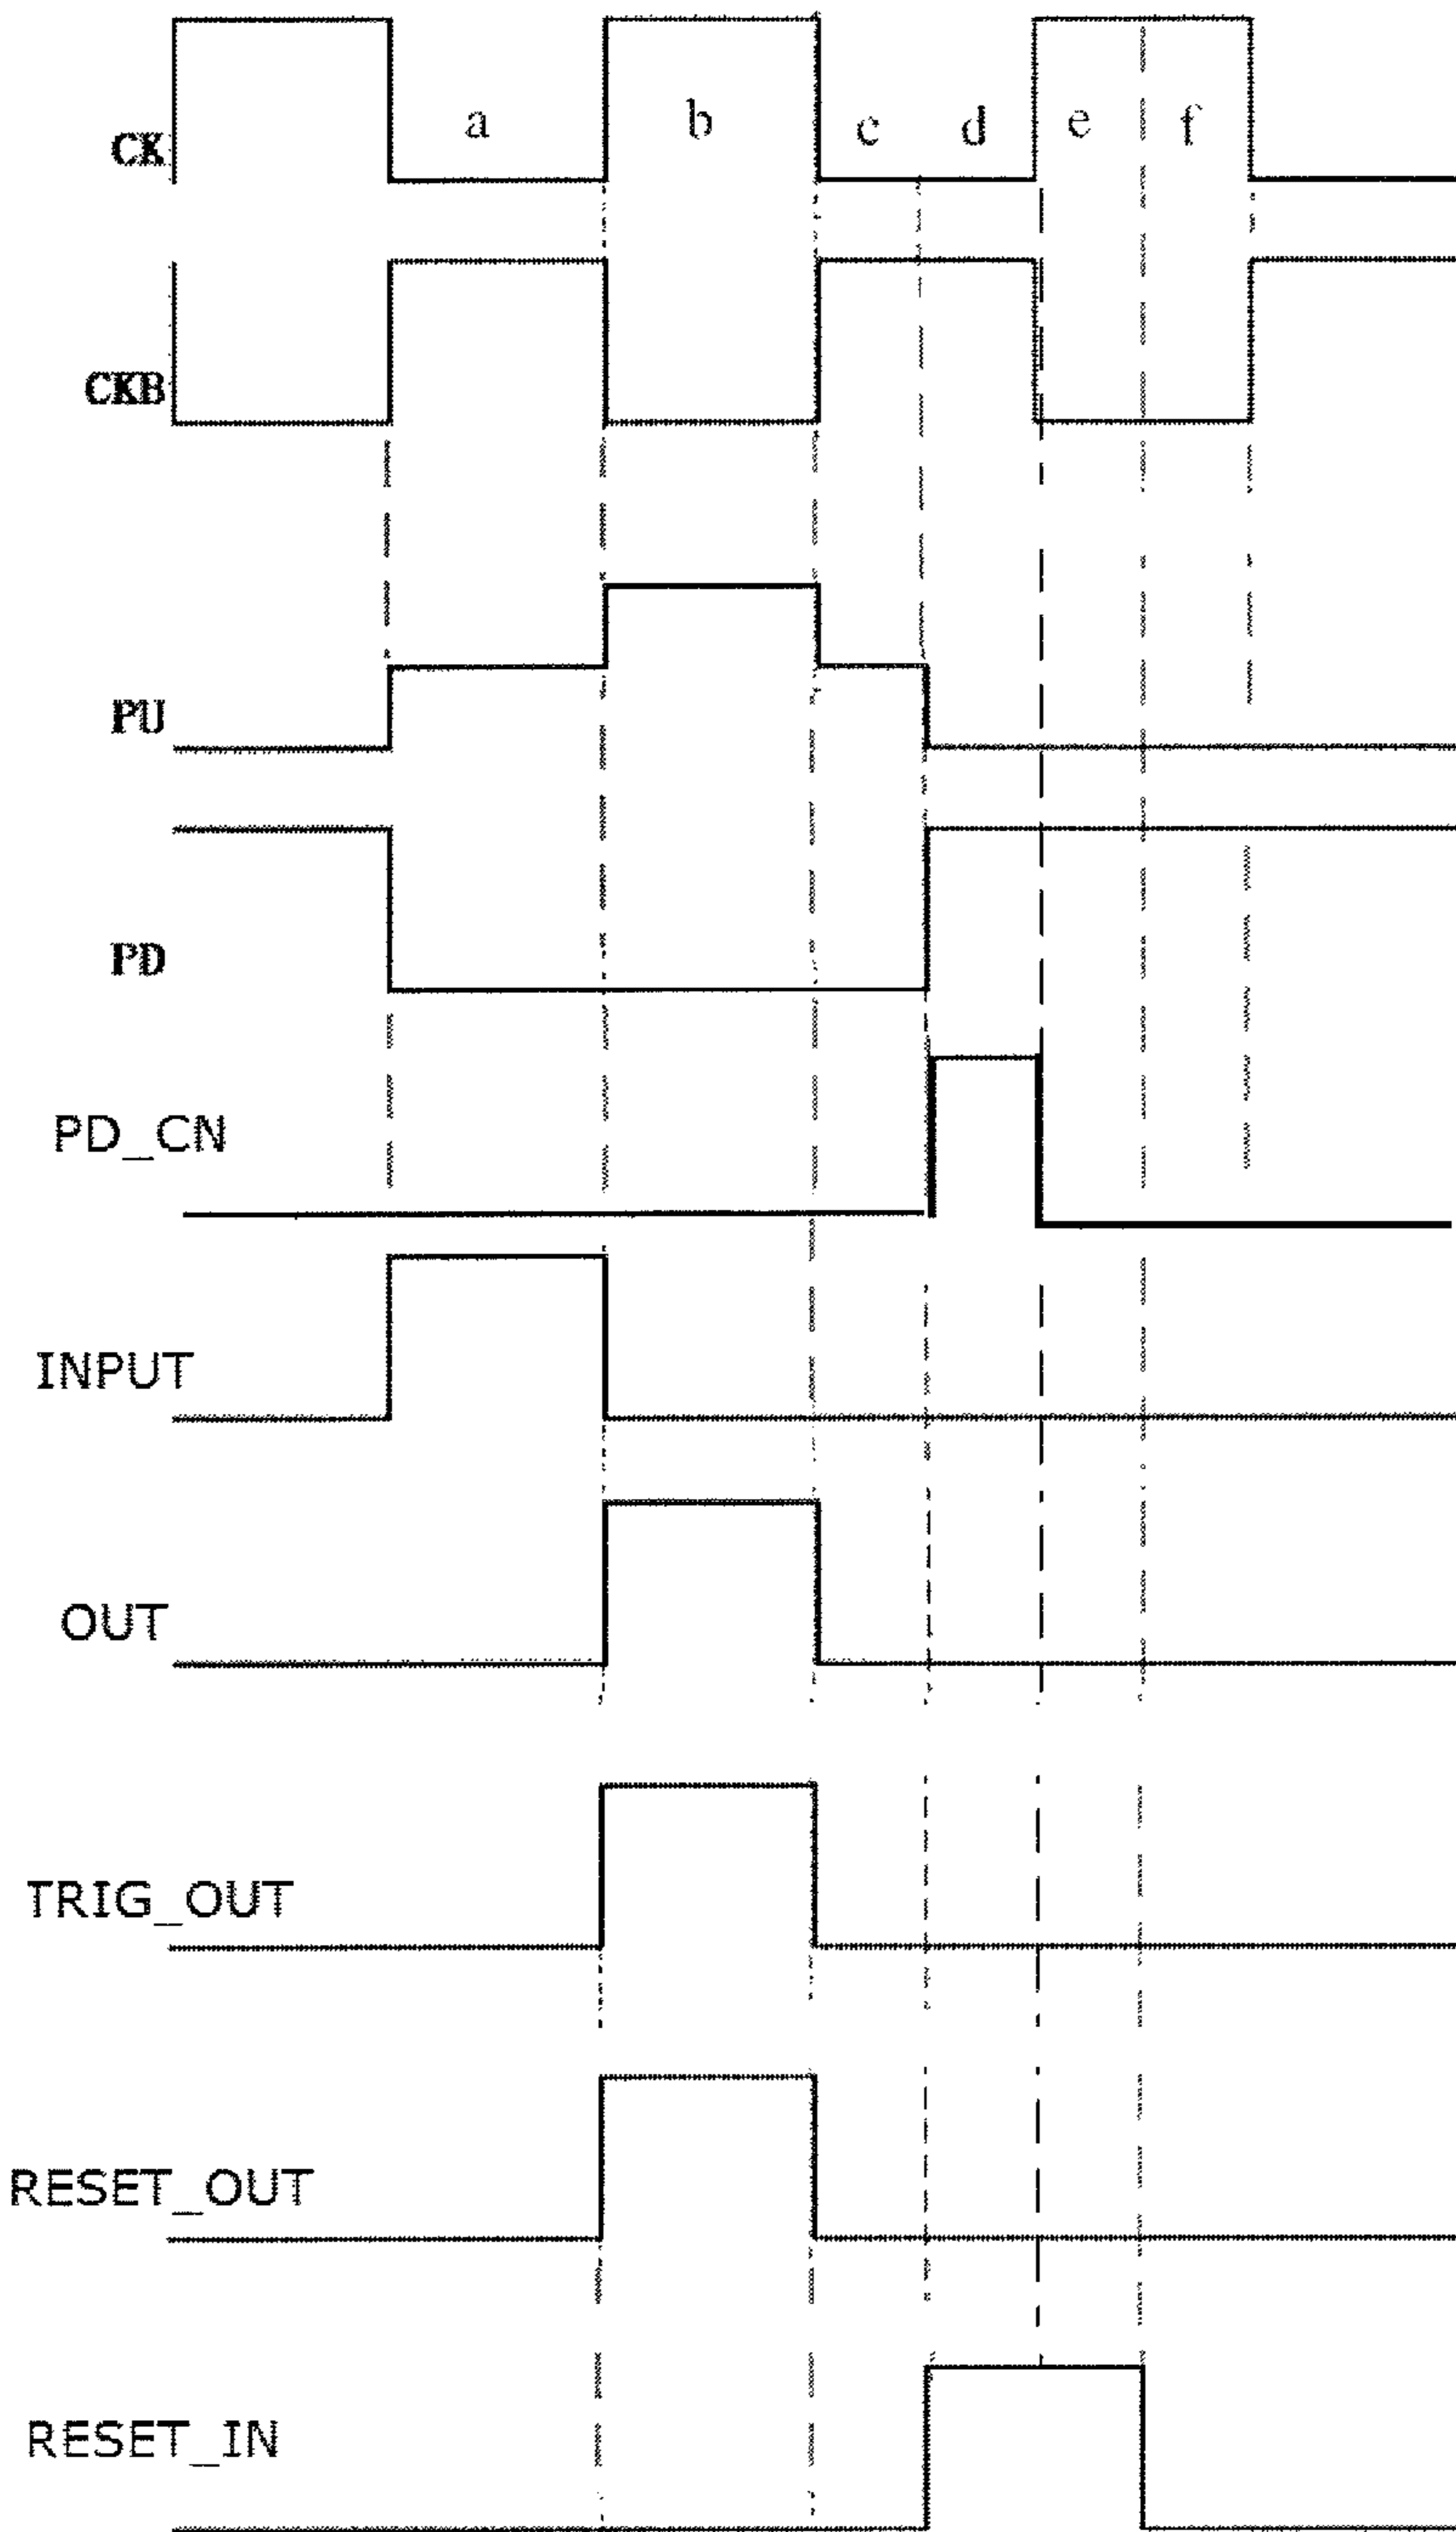 a b c d e f
CK
CKB
PU
PD
PD_CN
INPUT
OUT
TRIG_OUT
RESET_OUT
RESET_IN